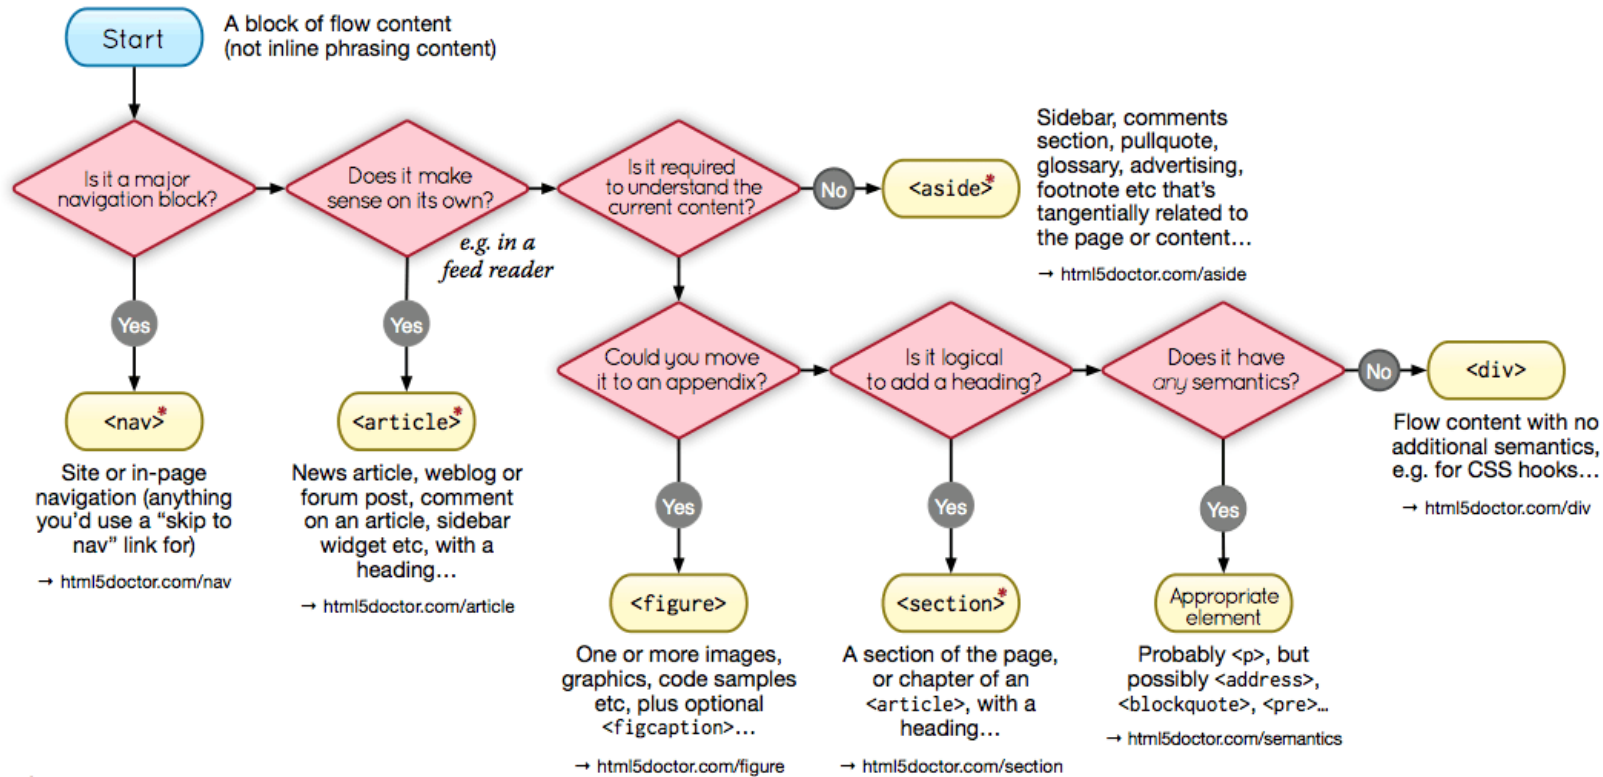 Start
A block of flow content
(not inline phrasing content)
Is it a major
navigation block?
Does it make
sense on its own?
e.g. in a
feed reader
Is it required
to understand the
current content?
No
<aside>*
Sidebar, comments
section, pullquote,
glossary, advertising,
footnote etc that’s
tangentially related to
the page or content…
→ html5doctor.com/aside
Yes
Yes
<nav>*
Site or in-page
navigation (anything
you’d use a “skip to
nav” link for)
→ html5doctor.com/nav
<article>*
News article, weblog or
forum post, comment
on an article, sidebar
widget etc, with a
heading…
→ html5doctor.com/article
Could you move
it to an appendix?
Is it logical
to add a heading?
Does it have
any semantics?
No
<div>
Flow content with no
additional semantics,
e.g. for CSS hooks…
→ html5doctor.com/div
Yes
Yes
Yes
<figure>
One or more images,
graphics, code samples
etc, plus optional
<figcaption>…
→ html5doctor.com/figure
<section>*
A section of the page,
or chapter of an
<article>, with a
heading…
→ html5doctor.com/section
Appropriate
element
Probably <p>, but
possibly <address>,
<blockquote>, <pre>…
→ html5doctor.com/semantics